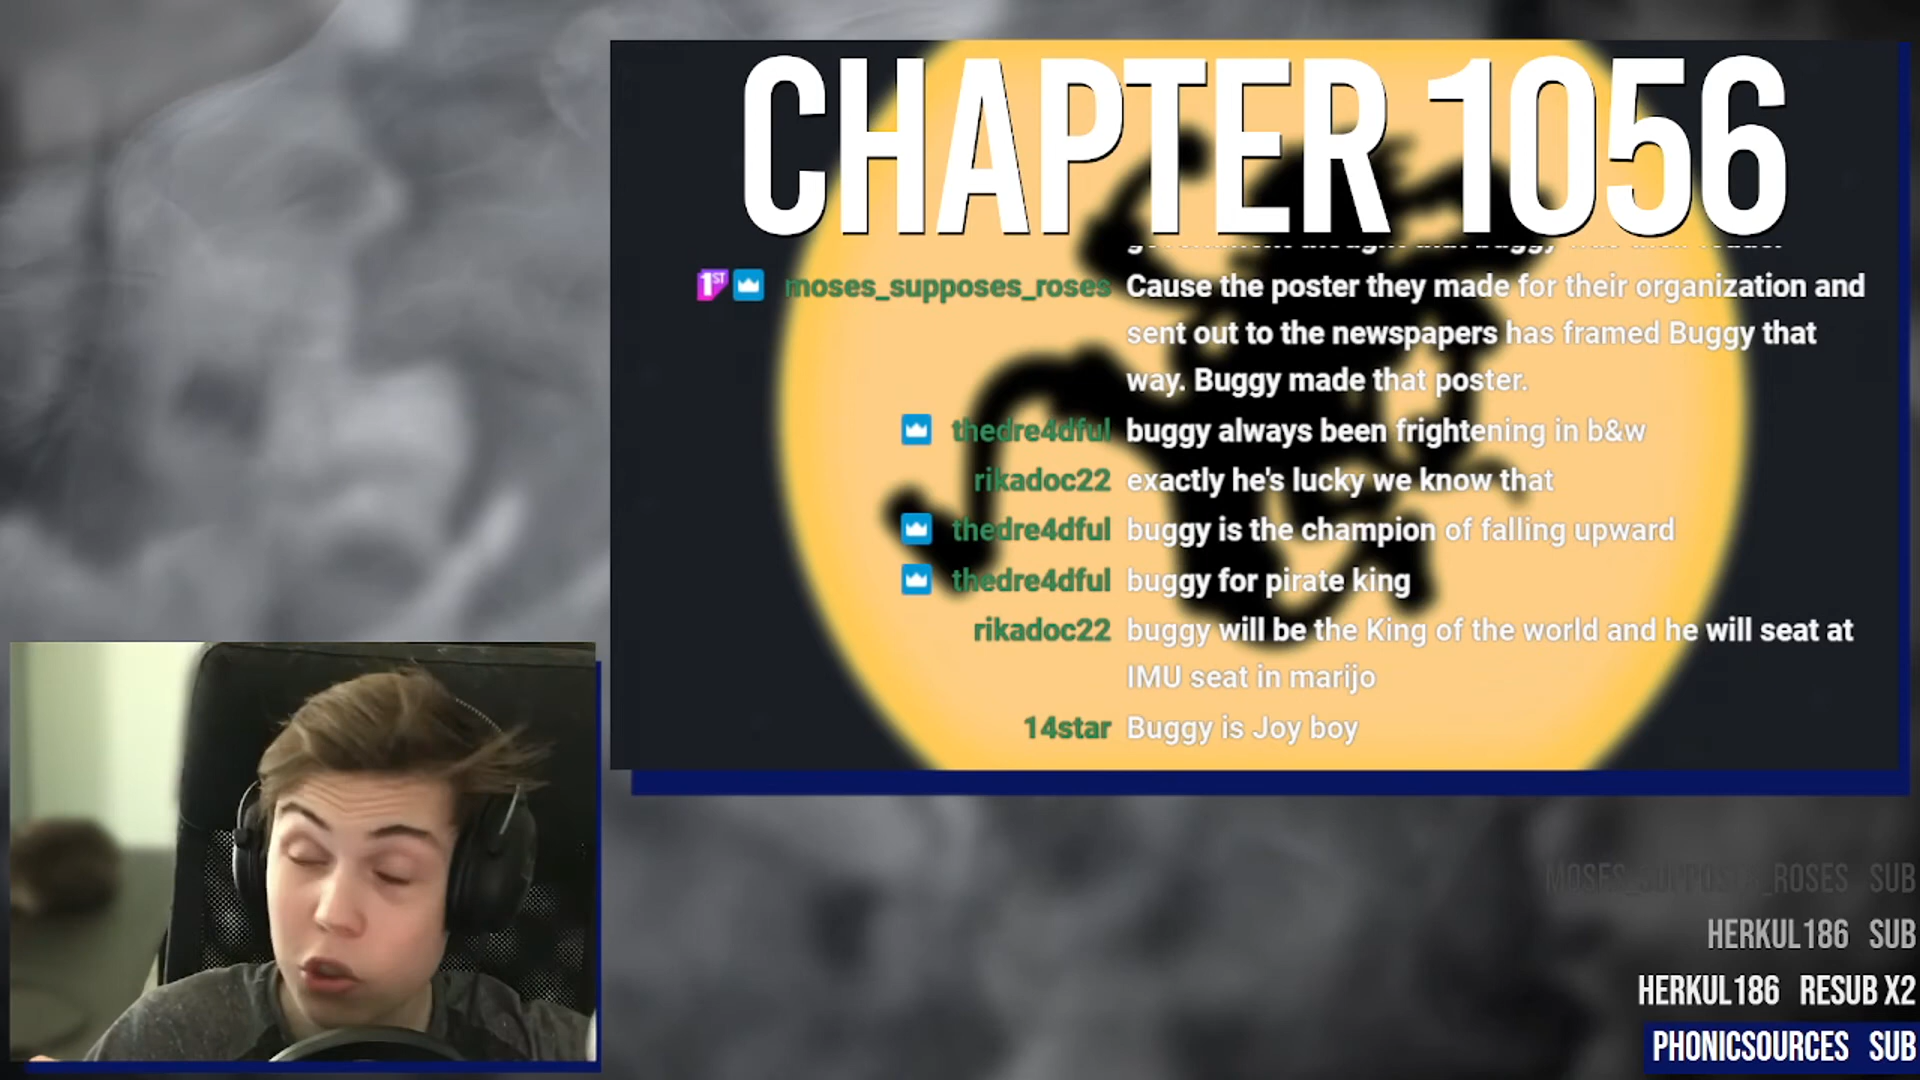 CHAPTER 1056
1ST moses_supposes_roses Cause the poster they made for their organization and
sent out to the newspapers has framed Buggy that
way. Buggy made that poster.
thedre4dful buggy always been frightening in b&w
rikadoc22 exactly he's lucky we know that
thedre4dful buggy is the champion of falling upward
thedre4dful buggy for pirate king
rikadoc22 buggy will be the King of the world and he will seat at
IMU seat in marijo
14star Buggy is Joy boy
MOSES_SUPPOSES_ROSES SUB
HERKUL186 SUB
HERKUL186 RESUB X2
PHONICSOURCES SUB